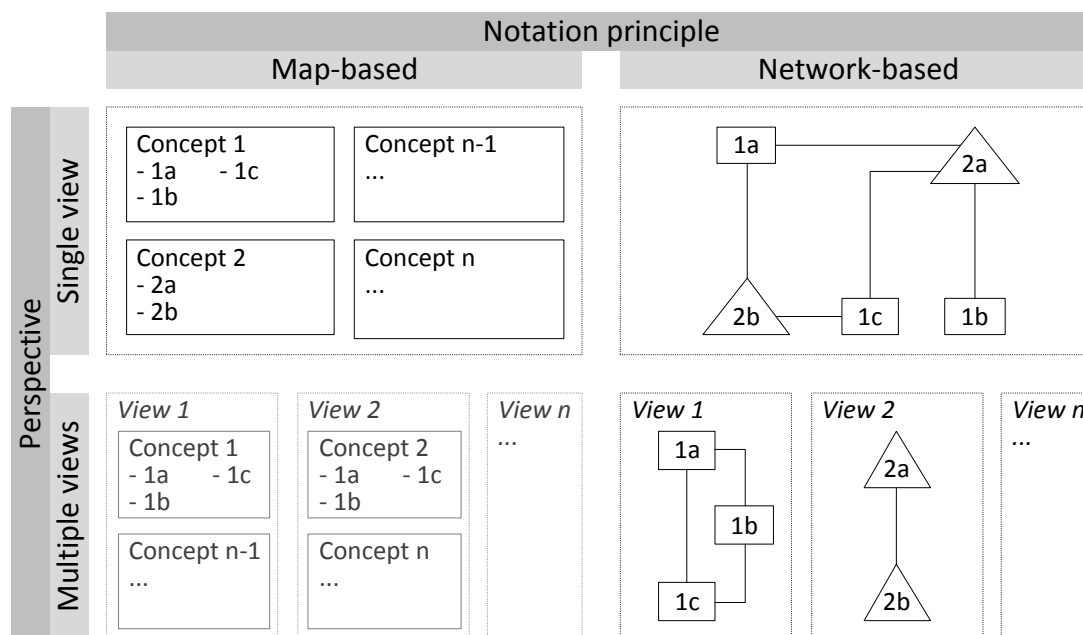 Notation principle
Map-based
Network-based
Perspective
Single view
Concept 1
- 1a - 1c
- 1b
Concept n-1
...
Concept 2
- 2a
- 2b
Concept n
...
1a
2a
2b
1c
1b
Multiple views
View 1
Concept 1
- 1a - 1c
- 1b
Concept n-1
...
View 2
Concept 2
- 1a - 1c
- 1b
Concept n
...
View n
...
View 1
1a
1b
1c
View 2
2a
2b
View n
...